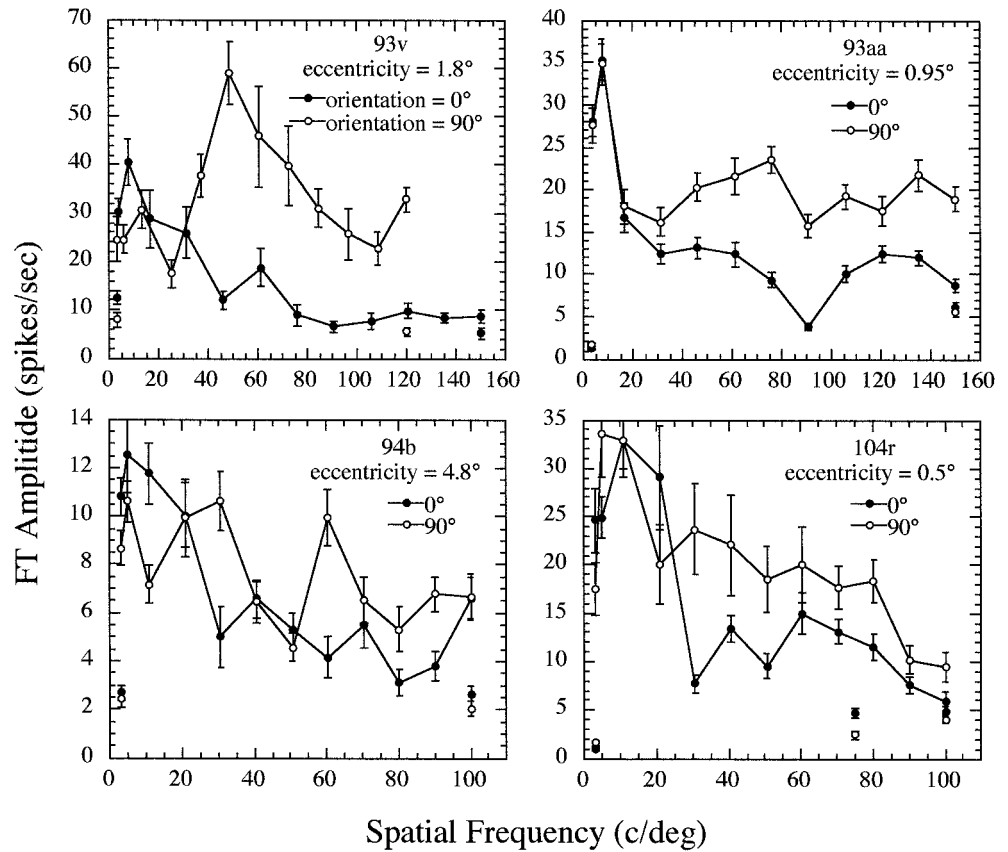 FT Amplitide (spikes/sec)
93v
eccentricity = 1.8°
orientation = 0°
orientation = 90°
70
60
50
40
30
20
10
0
0 20 40 60 80 100 120 140 160
93aa
eccentricity = 0.95°
0°
90°
40
35
30
25
20
15
10
5
0
0 20 40 60 80 100 120 140 160
94b
eccentricity = 4.8°
0°
90°
14
12
10
8
6
4
2
0
0 20 40 60 80 100
104r
eccentricity = 0.5°
0°
90°
35
30
25
20
15
10
5
0
0 20 40 60 80 100
Spatial Frequency (c/deg)